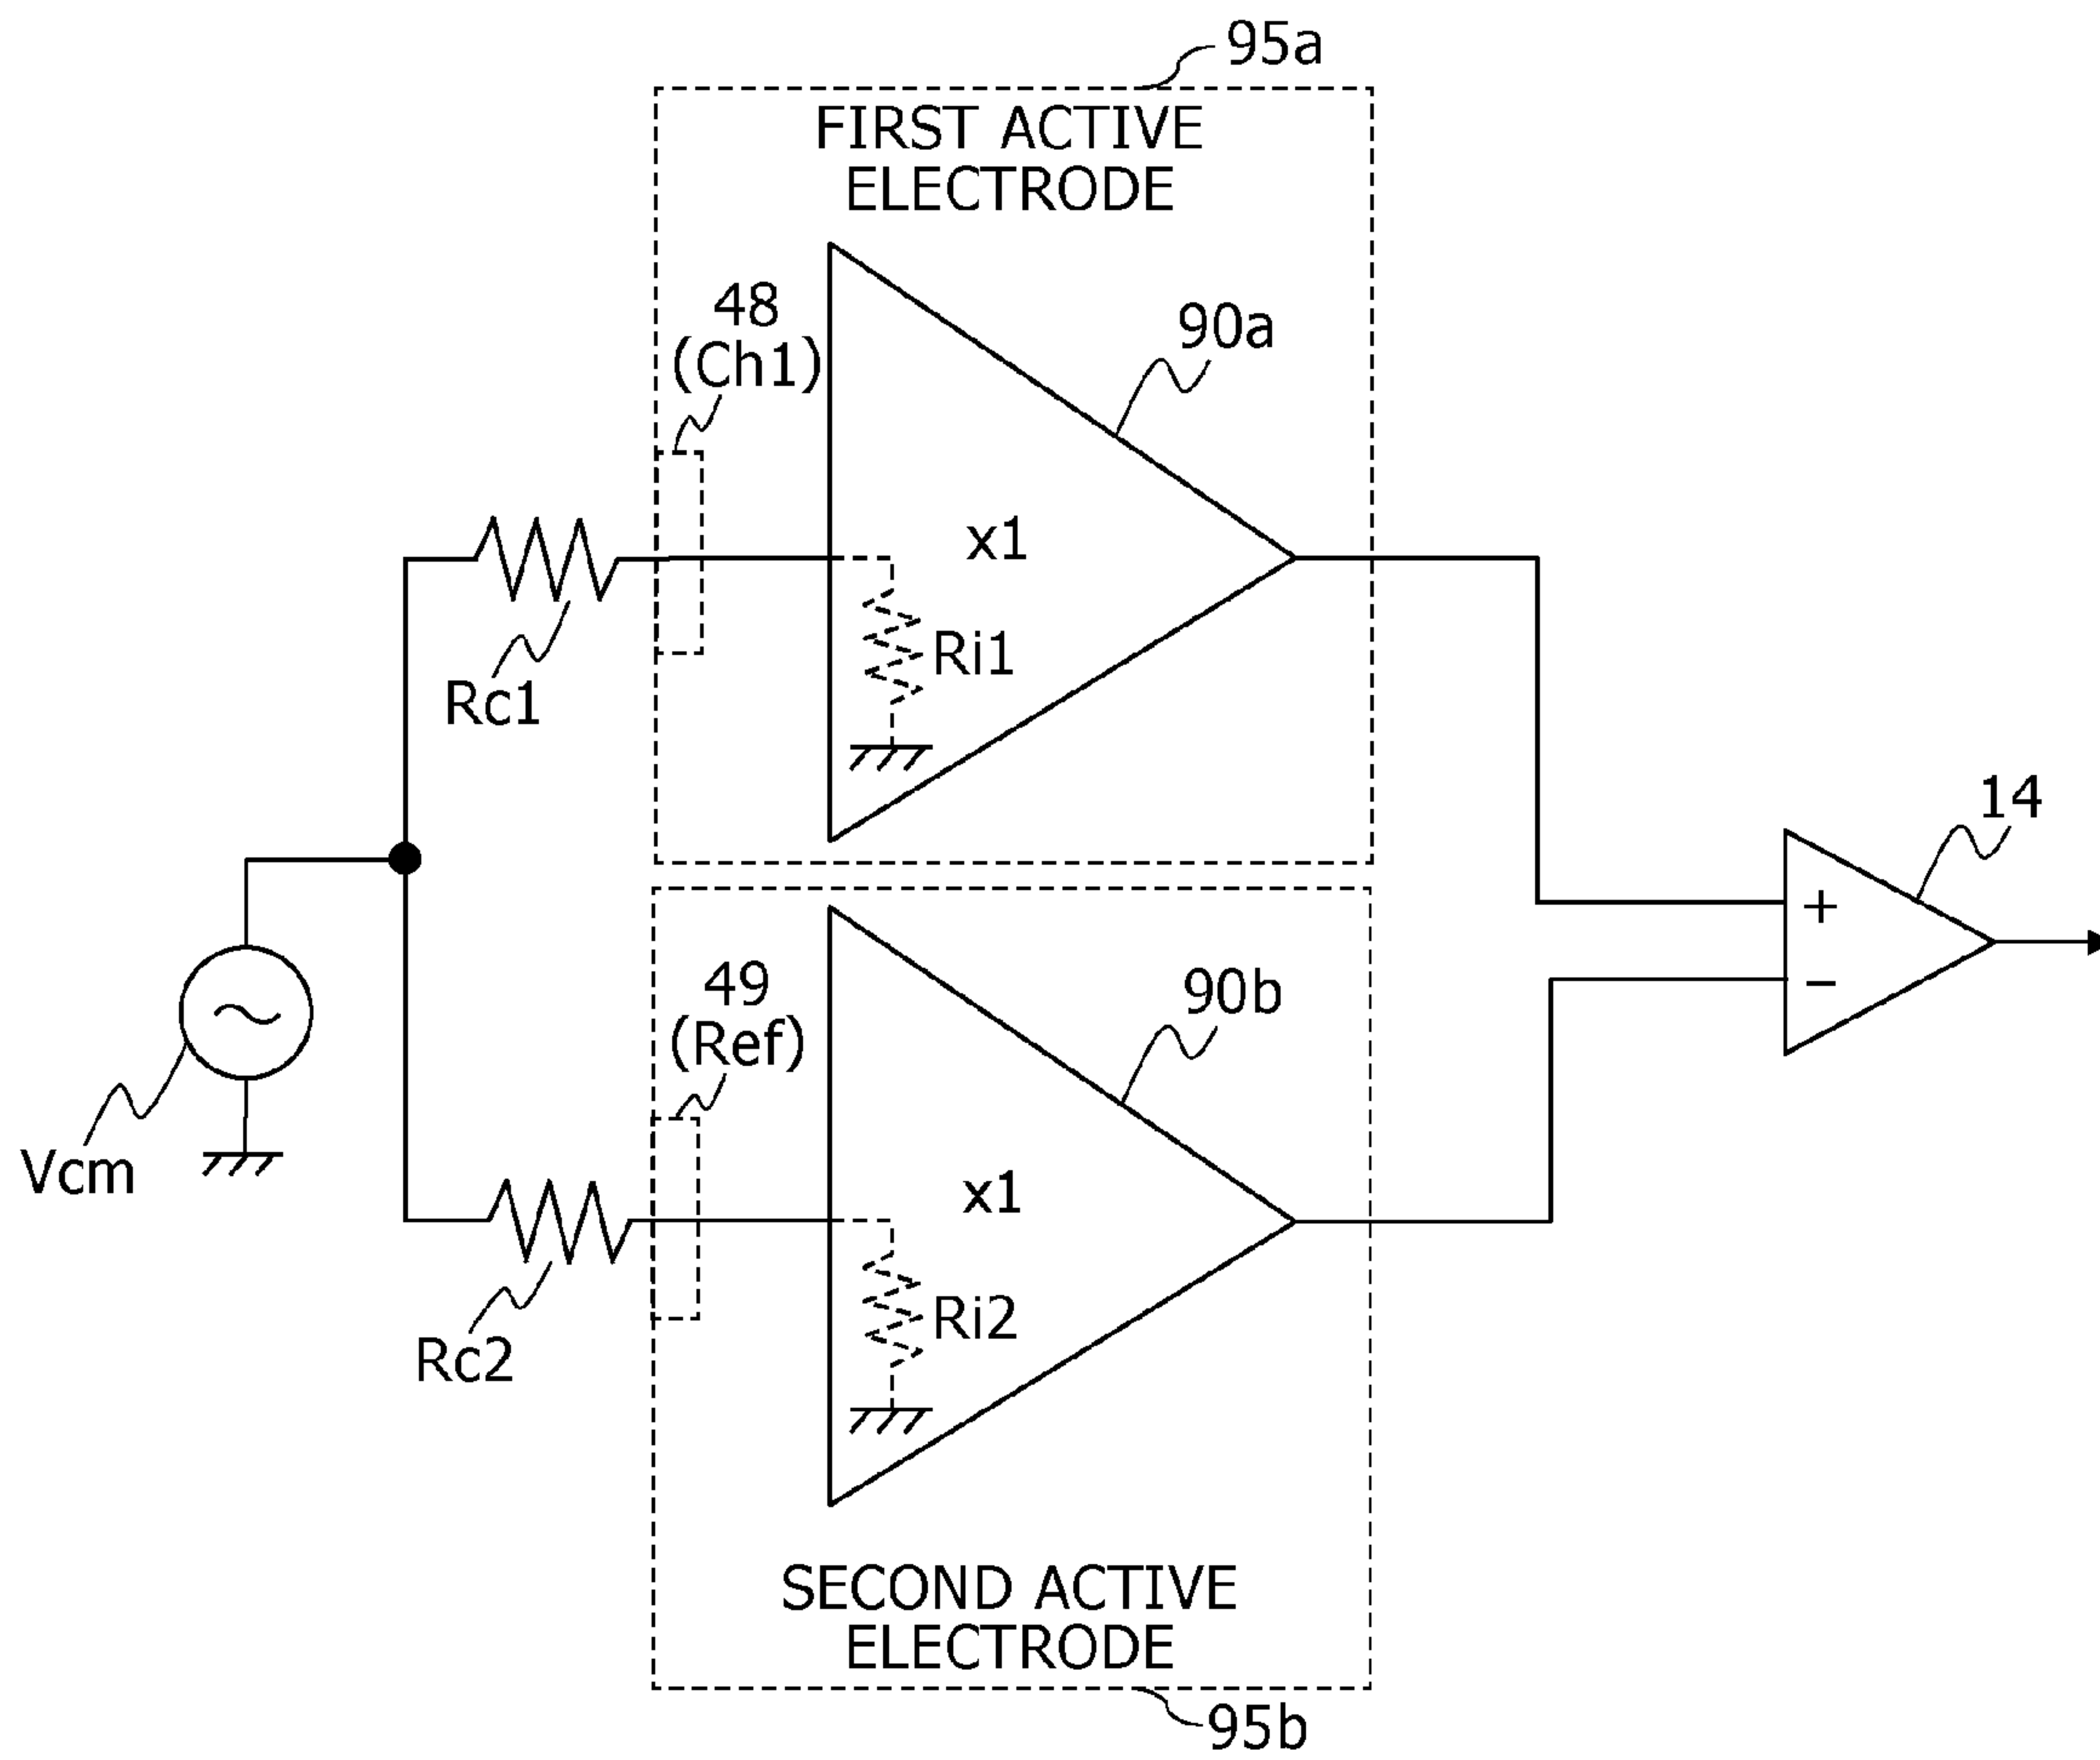 95a
FIRST ACTIVE
ELECTRODE
48
(Ch1)
90a
x1
Ri1
Rc1
14
+
−
Vcm
49
(Ref)
90b
x1
Ri2
Rc2
SECOND ACTIVE
ELECTRODE
95b